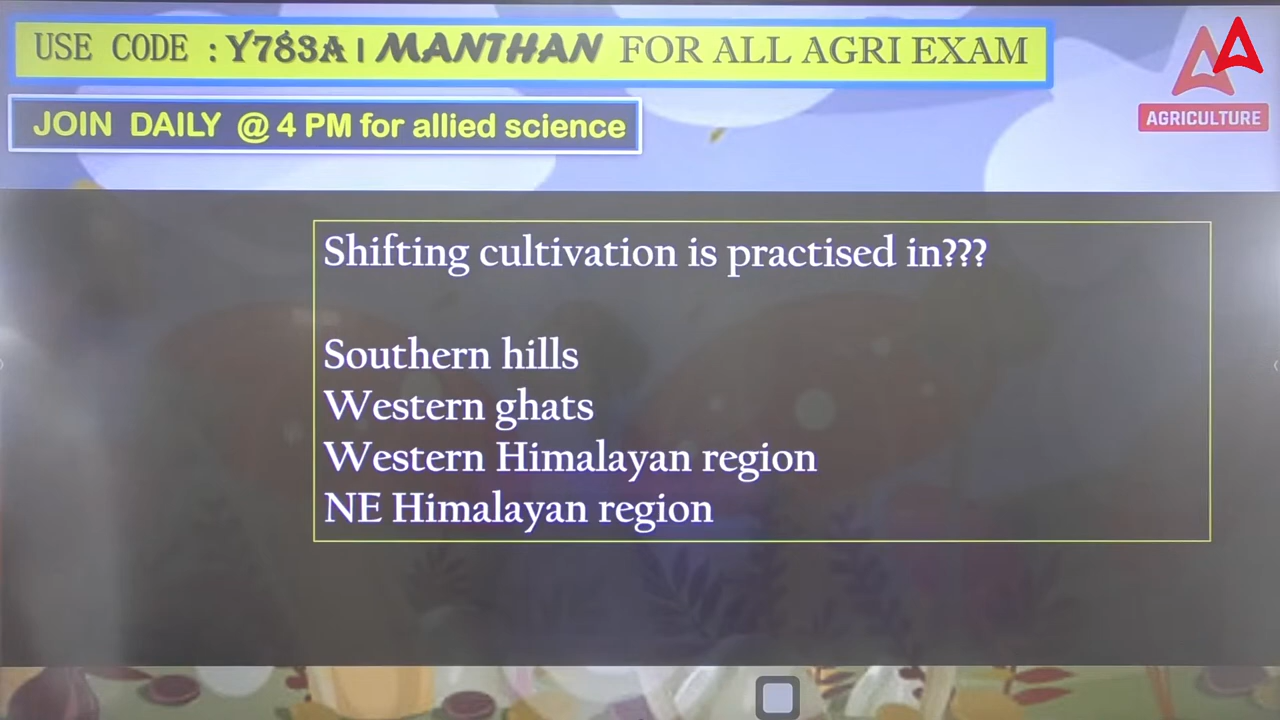 USE CODE : Y783A | MANTHAN FOR ALL AGRI EXAM
JOIN DAILY @ 4 PM for allied science
AGRICULTURE
Shifting cultivation is practised in???
Southern hills
Western ghats
Western Himalayan region
NE Himalayan region